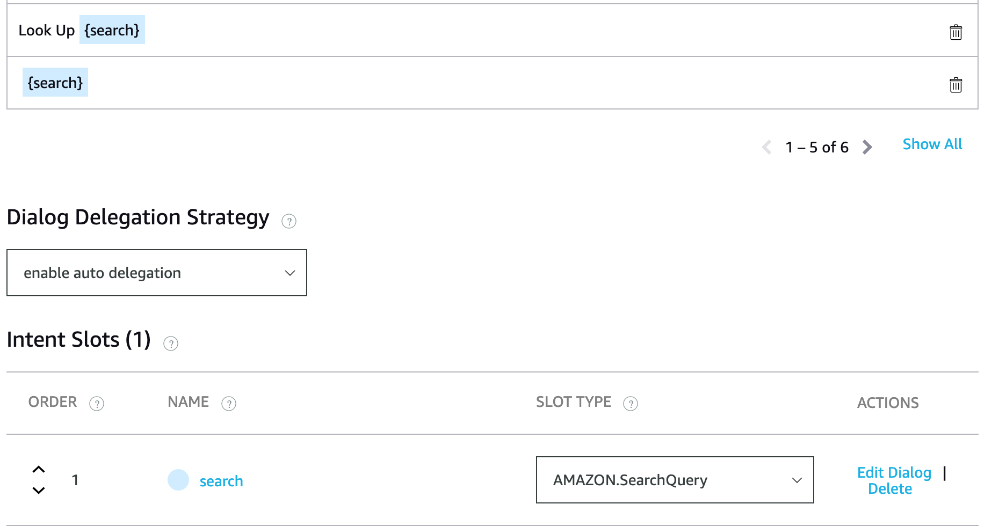 Look Up {search}
{search}
1 – 5 of 6
Show All
Dialog Delegation Strategy ?
enable auto delegation
Intent Slots (1) ?
ORDER ? NAME ? SLOT TYPE ? ACTIONS
1 search AMAZON.SearchQuery Edit Dialog |
Delete